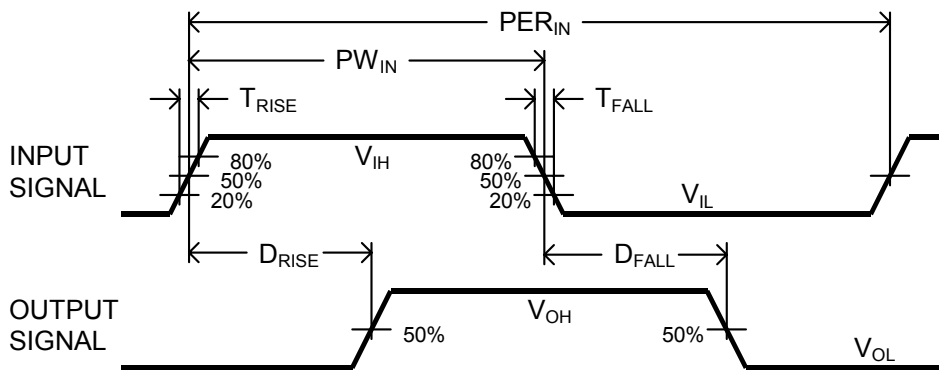 PER_IN
PW_IN
T_RISE
T_FALL
INPUT
SIGNAL
V_IH
80%
50%
20%
80%
50%
20%
V_IL
D_RISE
D_FALL
OUTPUT
SIGNAL
V_OH
50%
50%
V_OL